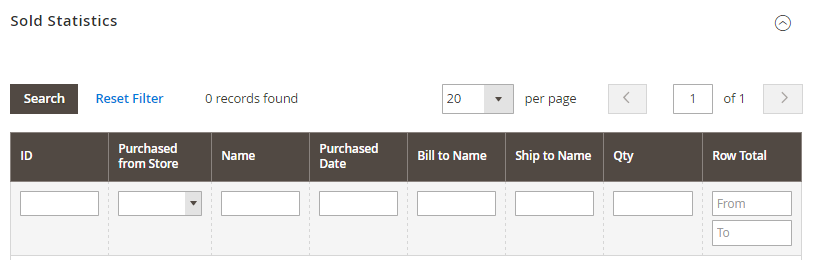 Sold Statistics
Search Reset Filter 0 records found 20 per page 1 of 1
ID Purchased from Store Name Purchased Date Bill to Name Ship to Name Qty Row Total
From
To